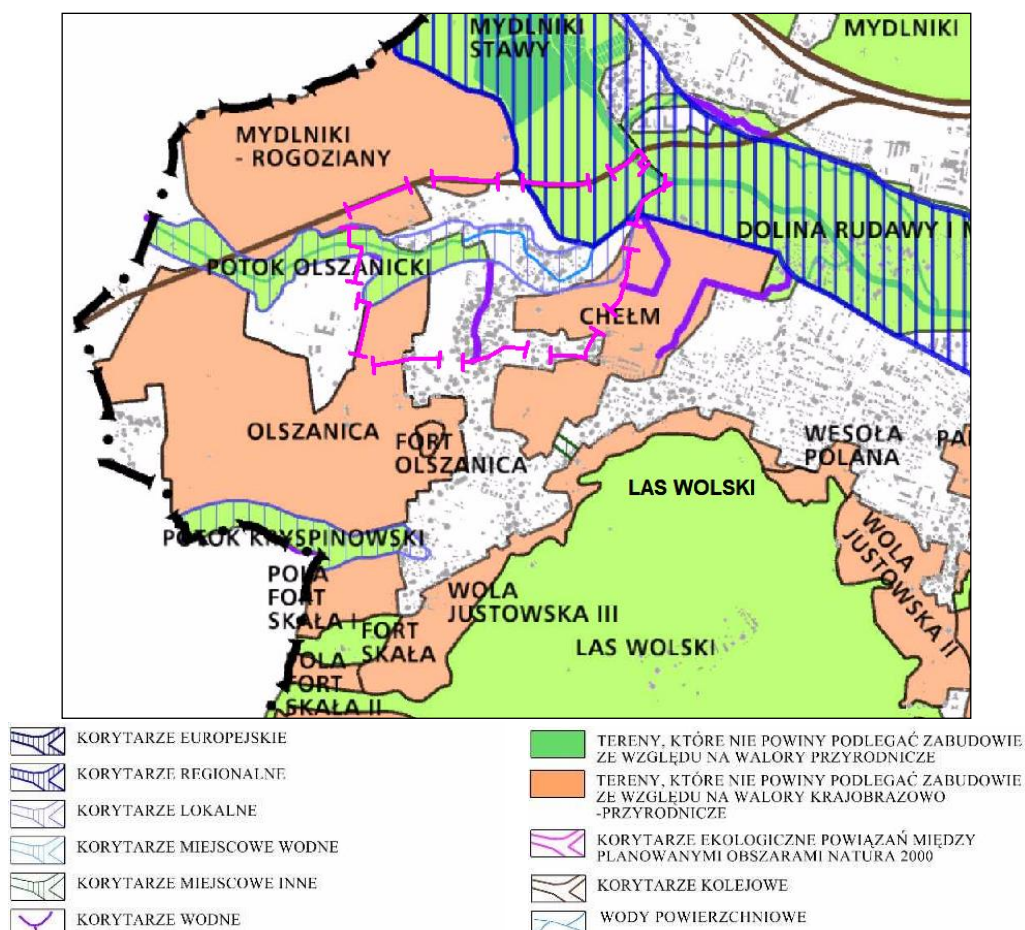 MYDLNIKI
STAWY
MYDLNIKI
MYDLNIKI
- ROGOZIANY
DOLINA RUDAWY I M
POTOK OLSZANICKI
CHEŁM
OLSZANICA
FORT
OLSZANICA
WESOŁA
POLANA
PA
LAS WOLSKI
POTOK KRYSPINOWSKI
POLA
FORT
SKAŁA I
WOLA
JUSTOWSKA III
WOLA
JUSTOWSKA II
FORT
SKAŁA
LAS WOLSKI
POLA
FORT
SKAŁA II
KORYTARZE EUROPEJSKIE
KORYTARZE REGIONALNE
KORYTARZE LOKALNE
KORYTARZE MIEJSCOWE WODNE
KORYTARZE MIEJSCOWE INNE
KORYTARZE WODNE
TERENY, KTÓRE NIE POWINY PODLEGAĆ ZABUDOWIE
ZE WZGLĘDU NA WALORY PRZYRODNICZE
TERENY, KTÓRE NIE POWINY PODLEGAĆ ZABUDOWIE
ZE WZGLĘDU NA WALORY KRAJOBRAZOWO
-PRZYRODNICZE
KORYTARZE EKOLOGICZNE POWIĄZAŃ MIĘDZY
PLANOWANYMI OBSZARAMI NATURA 2000
KORYTARZE KOLEJOWE
WODY POWIERZCHNIOWE